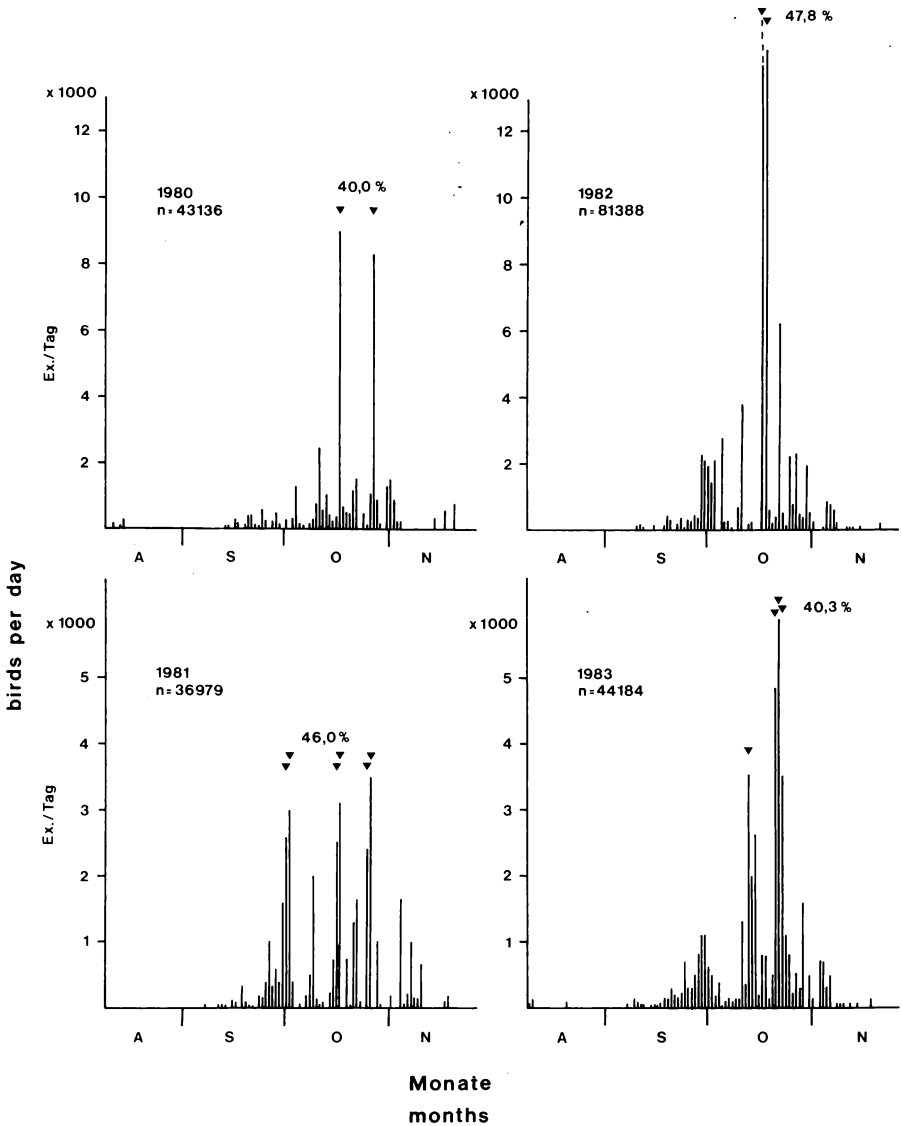 x 1000
12
10
8
6
4
2
Ex./Tag
1980
n = 43136
40,0 %
A S O N
47,8 %
x 1000
12
10
8
6
4
2
1982
n = 81388
A S O N
birds per day
x 1000
5
4
3
2
1
Ex./Tag
1981
n = 36979
46,0 %
A S O N
x 1000
5
4
3
2
1
1983
n = 44184
40,3 %
A S O N
Monate
months